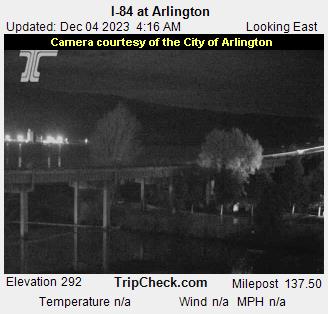 I-84 at Arlington
Updated: Dec 04 2023 4:16 AM Looking East
Camera courtesy of the City of Arlington
Elevation 292 TripCheck.com Milepost 137.50
Temperature n/a Wind n/a MPH n/a